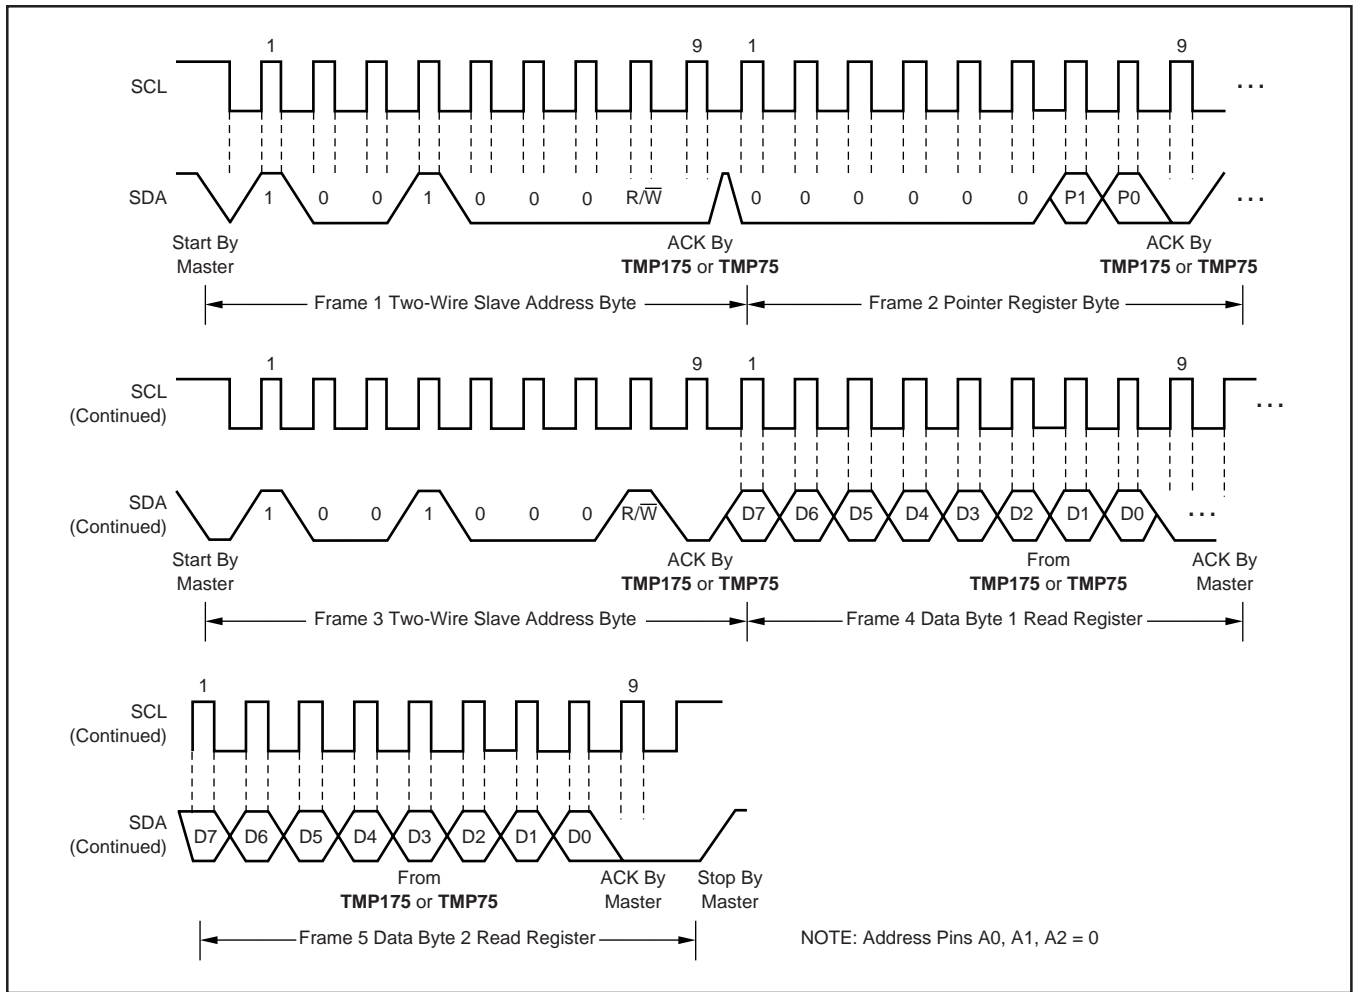 1 9 1 9
SCL ...
SDA 1 0 0 1 0 0 0 R/W̅ 0 0 0 0 0 0 P1 P0 ...
Start By ACK By ACK By
Master TMP175 or TMP75 TMP175 or TMP75
Frame 1 Two-Wire Slave Address Byte Frame 2 Pointer Register Byte
1 9 1 9
SCL
(Continued) ...
SDA
(Continued) 1 0 0 1 0 0 0 R/W̅ D7 D6 D5 D4 D3 D2 D1 D0 ...
Start By ACK By From ACK By
Master TMP175 or TMP75 TMP175 or TMP75 Master
Frame 3 Two-Wire Slave Address Byte Frame 4 Data Byte 1 Read Register
1 9
SCL
(Continued)
SDA
(Continued) D7 D6 D5 D4 D3 D2 D1 D0
From ACK By Stop By
TMP175 or TMP75 Master Master
Frame 5 Data Byte 2 Read Register NOTE: Address Pins A0, A1, A2 = 0